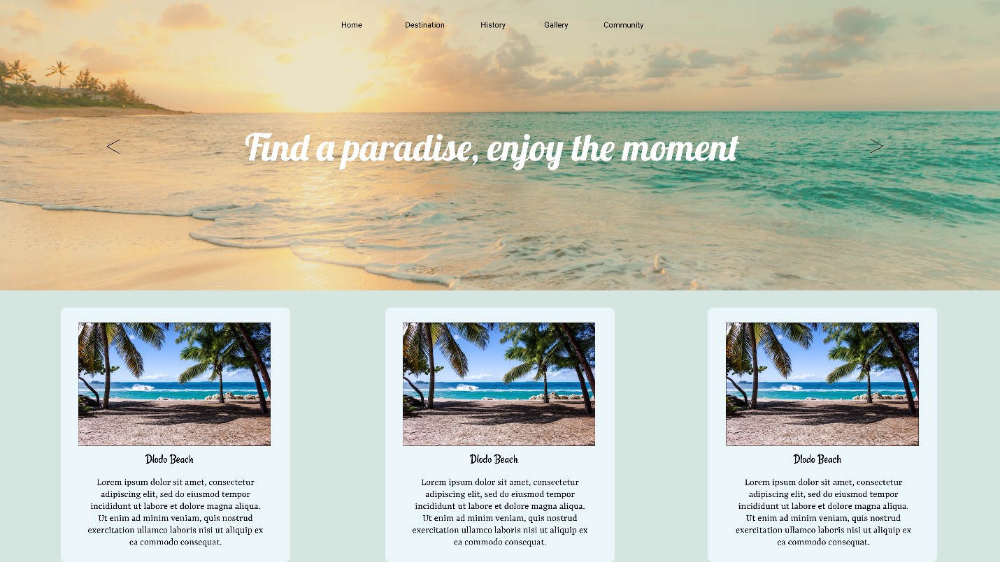 Home Destination History Gallery Community
Find a paradise, enjoy the moment
Dlodo Beach
Lorem ipsum dolor sit amet, consectetur
adipiscing elit, sed do eiusmod tempor
incididunt ut labore et dolore magna aliqua.
Ut enim ad minim veniam, quis nostrud
exercitation ullamco laboris nisi ut aliquip ex
ea commodo consequat.
Dlodo Beach
Lorem ipsum dolor sit amet, consectetur
adipiscing elit, sed do eiusmod tempor
incididunt ut labore et dolore magna aliqua.
Ut enim ad minim veniam, quis nostrud
exercitation ullamco laboris nisi ut aliquip ex
ea commodo consequat.
Dlodo Beach
Lorem ipsum dolor sit amet, consectetur
adipiscing elit, sed do eiusmod tempor
incididunt ut labore et dolore magna aliqua.
Ut enim ad minim veniam, quis nostrud
exercitation ullamco laboris nisi ut aliquip ex
ea commodo consequat.